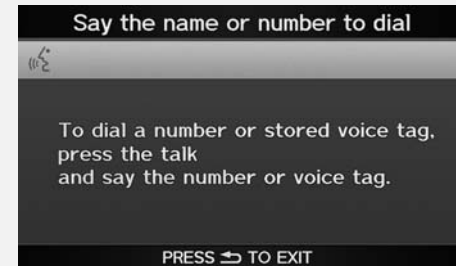 Say the name or number to dial
To dial a number or stored voice tag,
press the talk
and say the number or voice tag.
PRESS ⮌ TO EXIT